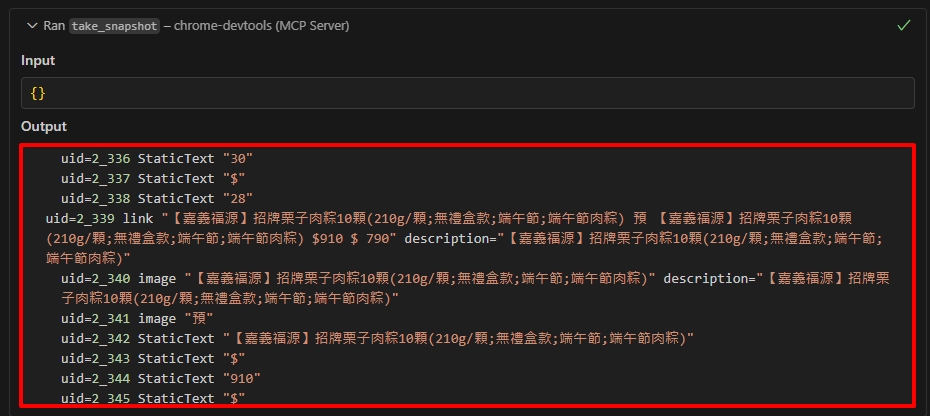 Ran take_snapshot – chrome-devtools (MCP Server)
Input
{}
Output
uid=2_336 StaticText "30"
uid=2_337 StaticText "$"
uid=2_338 StaticText "28"
uid=2_339 link "【嘉義福源】招牌栗子肉粽10顆(210g/顆;無禮盒款;端午節;端午節肉粽) 預 【嘉義福源】招牌栗子肉粽10顆
(210g/顆;無禮盒款;端午節;端午節肉粽) $910 $ 790" description="【嘉義福源】招牌栗子肉粽10顆(210g/顆;無禮盒款;端午節;
端午節肉粽)"
uid=2_340 image "【嘉義福源】招牌栗子肉粽10顆(210g/顆;無禮盒款;端午節;端午節肉粽)" description="【嘉義福源】招牌栗
子肉粽10顆(210g/顆;無禮盒款;端午節;端午節肉粽)"
uid=2_341 image "預"
uid=2_342 StaticText "【嘉義福源】招牌栗子肉粽10顆(210g/顆;無禮盒款;端午節;端午節肉粽)"
uid=2_343 StaticText "$"
uid=2_344 StaticText "910"
uid=2_345 StaticText "$"